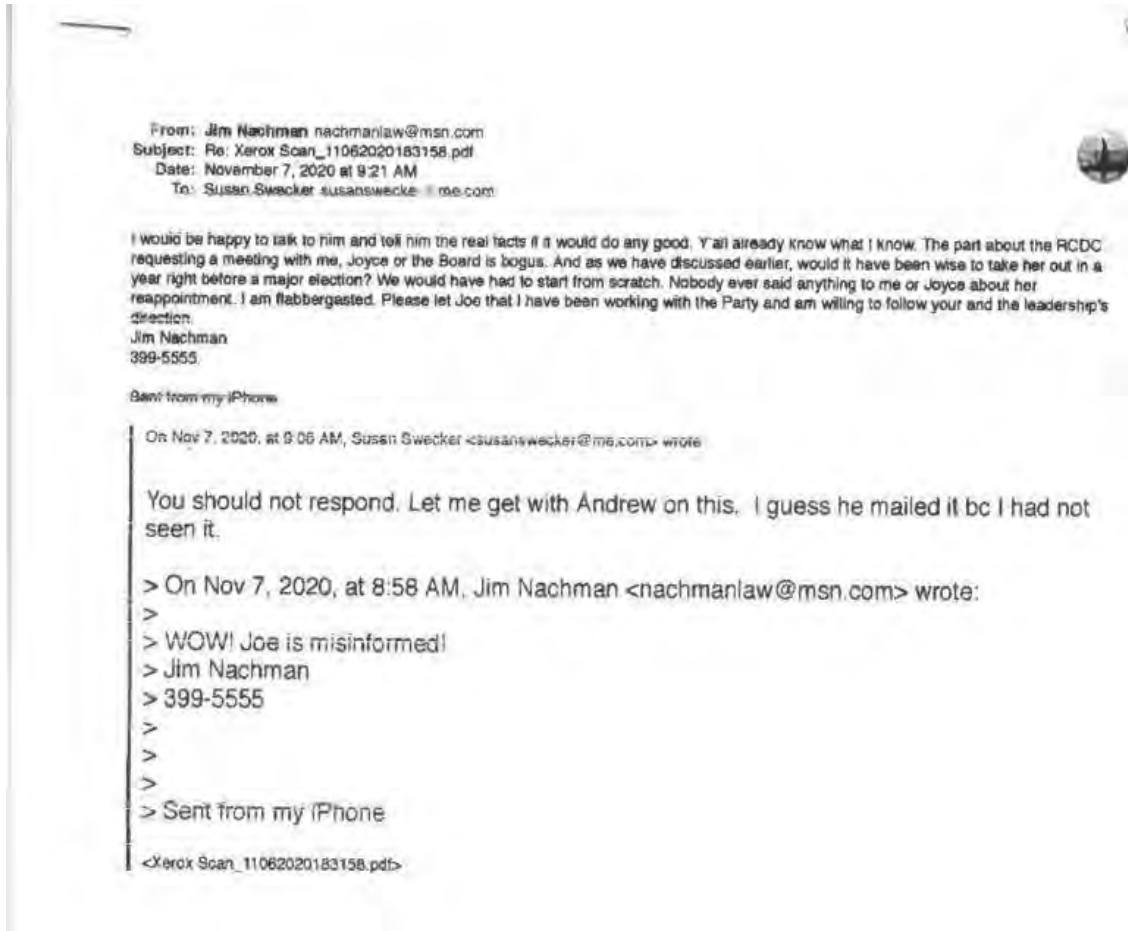 From: Jim Nachman nachmanlaw@msn.com
Subject: Re: Xerox Scan_11062020183158.pdf
Date: November 7, 2020 at 9:21 AM
To: Susan Swecker susanswecke me.com
I would be happy to talk to him and tell him the real facts if it would do any good. Y'all already know what I know. The part about the RCDC
requesting a meeting with me, Joyce or the Board is bogus. And as we have discussed earlier, would it have been wise to take her out in a
year right before a major election? We would have had to start from scratch. Nobody ever said anything to me or Joyce about her
reappointment. I am flabbergasted. Please let Joe that I have been working with the Party and am willing to follow your and the leadership's
direction.
Jim Nachman
399-5555
Sent from my iPhone
On Nov 7, 2020, at 9:06 AM, Susan Swecker <susanswecker@me.com> wrote
You should not respond. Let me get with Andrew on this. I guess he mailed it bc I had not
seen it.
> On Nov 7, 2020, at 8:58 AM, Jim Nachman <nachmanlaw@msn.com> wrote:
>
> WOW! Joe is misinformed!
> Jim Nachman
> 399-5555
>
>
>
> Sent from my iPhone
<Xerox Scan_11062020183158.pdf>